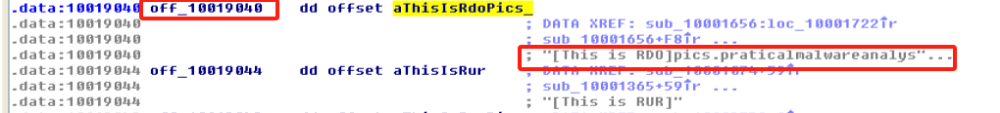 .data:10019040 off_10019040 dd offset aThisIsRdoPics_
.data:10019040 ; DATA XREF: sub_10001656:loc_10001722↑r
.data:10019040 ; sub_10001656+F8↑r ...
.data:10019040 ; "[This is RDO]pics.praticalmalwareanalys"...
.data:10019044 off_10019044 dd offset aThisIsRur ; DATA XREF: sub_10001074+59↑r
.data:10019044 ; sub_10001365+59↑r ...
.data:10019044 ; "[This is RUR]"